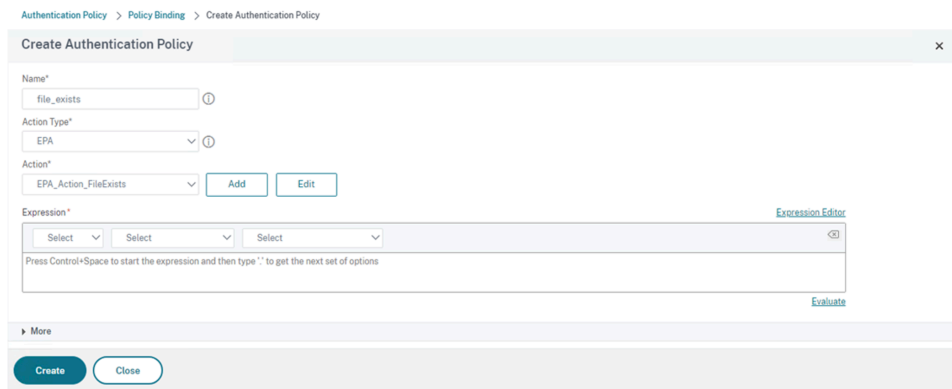 Authentication Policy > Policy Binding > Create Authentication Policy
Create Authentication Policy
Name*
file_exists
Action Type*
EPA
Action*
EPA_Action_FileExists Add Edit
Expression* Expression Editor
Select Select Select
Press Control+Space to start the expression and then type '.' to get the next set of options
Evaluate
More
Create Close